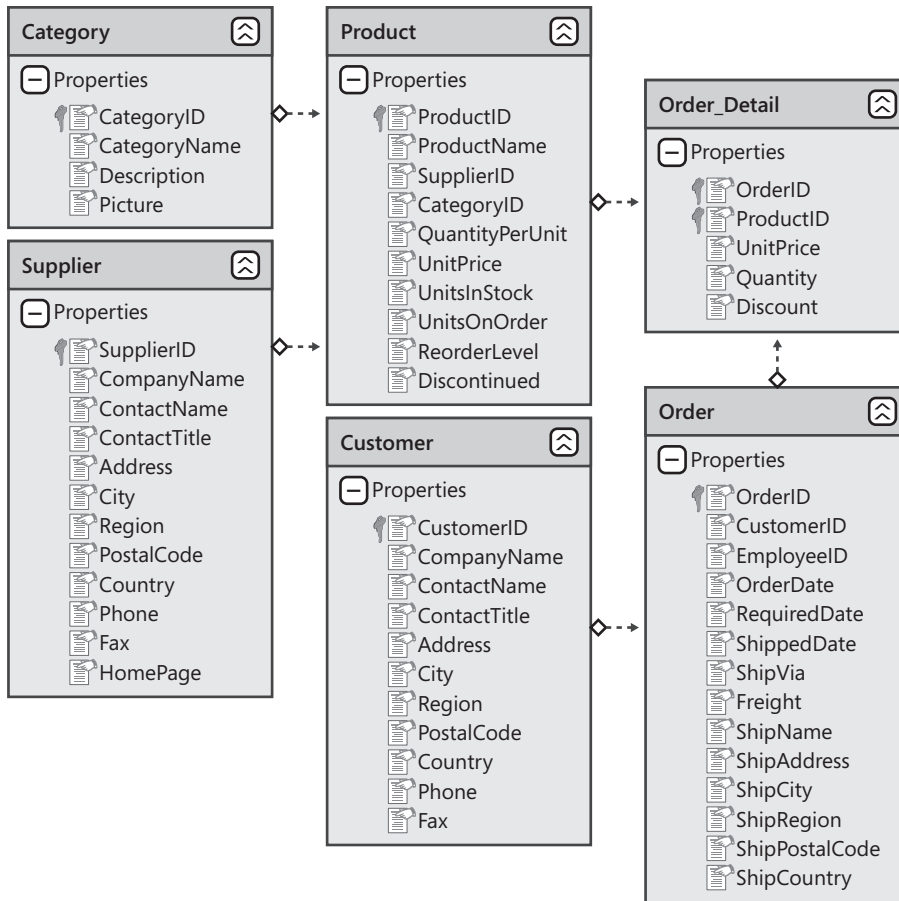 Category
Properties
CategoryID
CategoryName
Description
Picture
Supplier
Properties
SupplierID
CompanyName
ContactName
ContactTitle
Address
City
Region
PostalCode
Country
Phone
Fax
HomePage
Product
Properties
ProductID
ProductName
SupplierID
CategoryID
QuantityPerUnit
UnitPrice
UnitsInStock
UnitsOnOrder
ReorderLevel
Discontinued
Customer
Properties
CustomerID
CompanyName
ContactName
ContactTitle
Address
City
Region
PostalCode
Country
Phone
Fax
Order_Detail
Properties
OrderID
ProductID
UnitPrice
Quantity
Discount
Order
Properties
OrderID
CustomerID
EmployeeID
OrderDate
RequiredDate
ShippedDate
ShipVia
Freight
ShipName
ShipAddress
ShipCity
ShipRegion
ShipPostalCode
ShipCountry